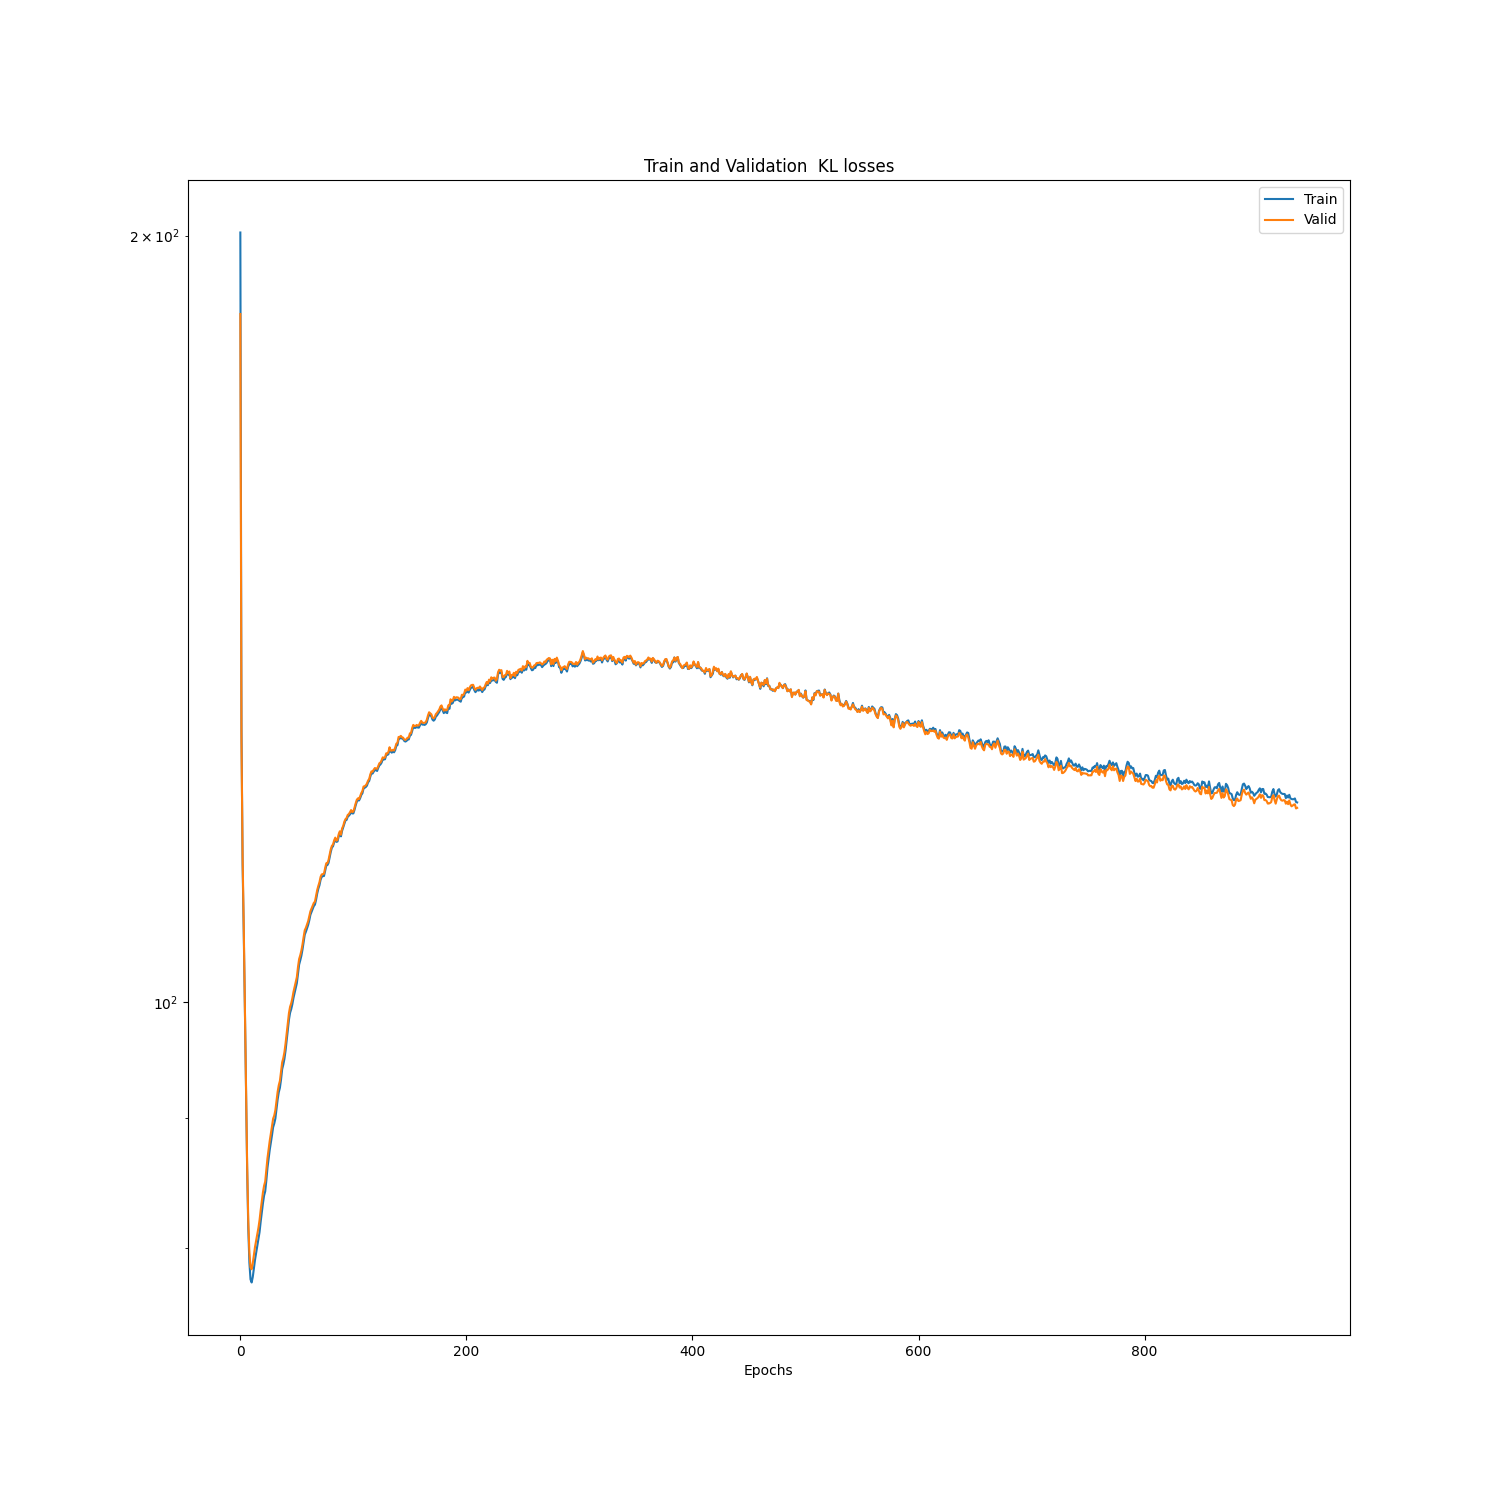 Train and Validation  KL losses
Train
Valid
2 × 10²
10²
0 200 400 600 800
Epochs